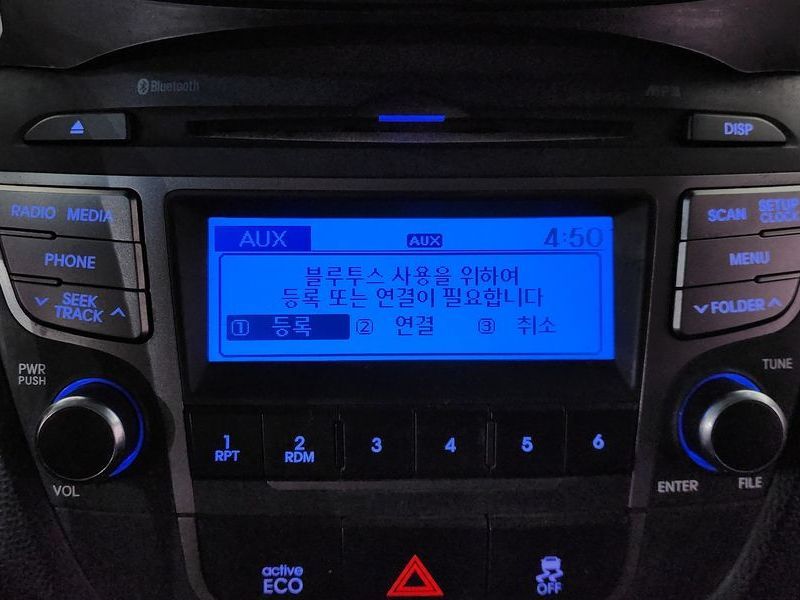 Bluetooth
MP3
DISP
RADIO MEDIA
SCAN SETUP CLOCK
AUX AUX 4:50
PHONE
MENU
블루투스 사용을 위하여
등록 또는 연결이 필요합니다
① 등록 ② 연결 ③ 취소
SEEK
TRACK
FOLDER
PWR
PUSH
TUNE
1 2 3 4 5 6
RPT RDM
VOL
ENTER FILE
active
ECO
OFF